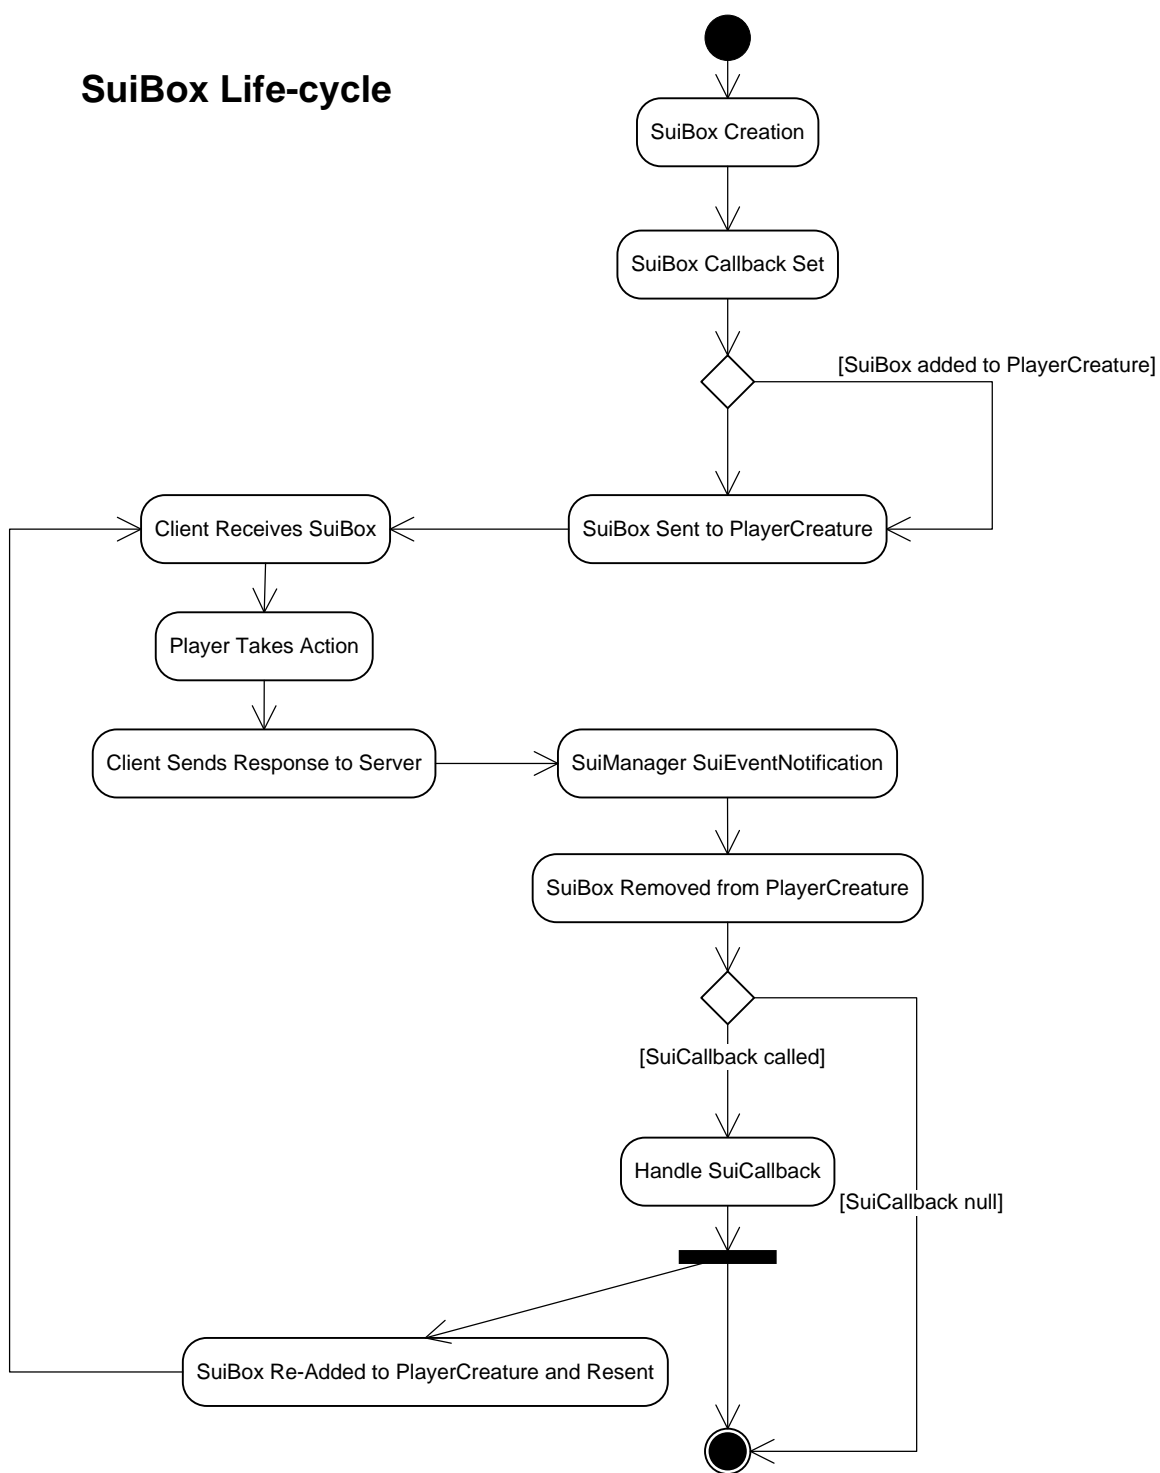 SuiBox Life-cycle
SuiBox Creation
SuiBox Callback Set
[SuiBox added to PlayerCreature]
SuiBox Sent to PlayerCreature
Client Receives SuiBox
Player Takes Action
Client Sends Response to Server
SuiManager SuiEventNotification
SuiBox Removed from PlayerCreature
[SuiCallback called]
Handle SuiCallback
[SuiCallback null]
SuiBox Re-Added to PlayerCreature and Resent